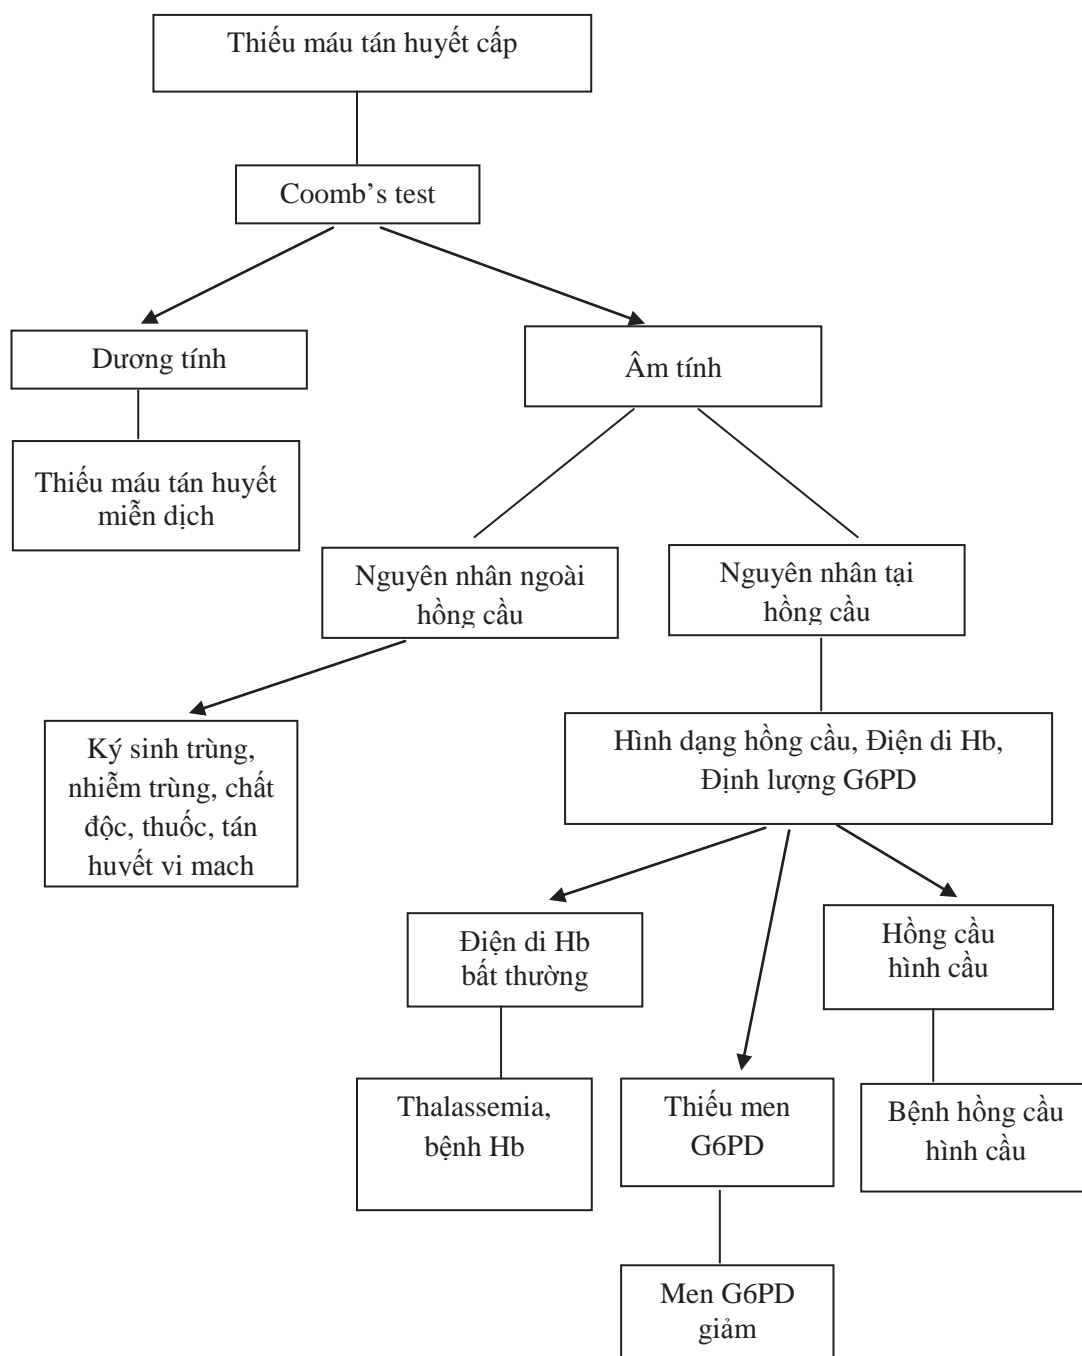 Thiếu máu tán huyết cấp
Coomb’s test
Dương tính
Âm tính
Thiếu máu tán huyết
miễn dịch
Nguyên nhân ngoài
hồng cầu
Nguyên nhân tại
hồng cầu
Ký sinh trùng,
nhiễm trùng, chất
độc, thuốc, tán
huyết vi mạch
Hình dạng hồng cầu, Điện di Hb,
Định lượng G6PD
Điện di Hb
bất thường
Hồng cầu
hình cầu
Thalassemia,
bệnh Hb
Thiếu men
G6PD
Bệnh hồng cầu
hình cầu
Men G6PD
giảm